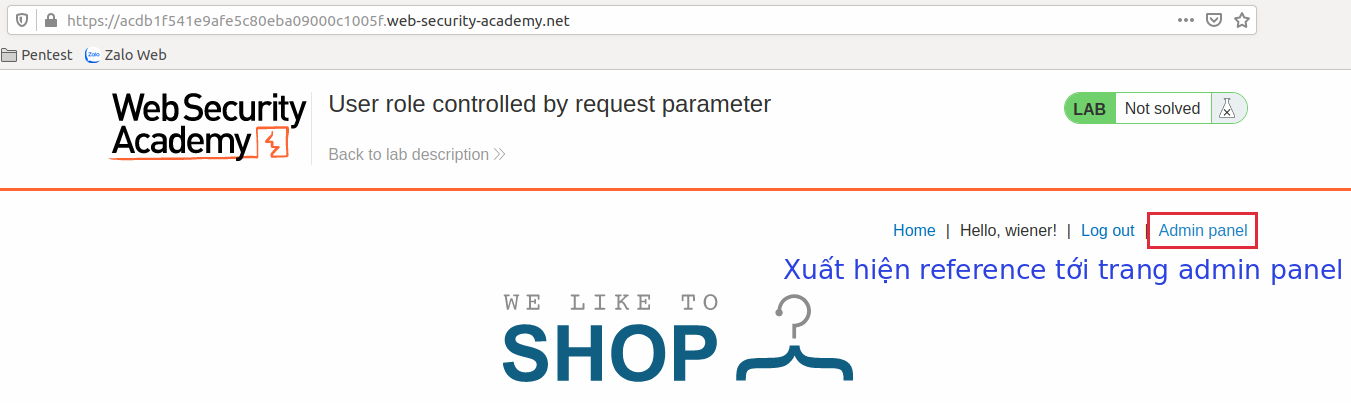 https://acdb1f541e9afe5c80eba09000c1005f.web-security-academy.net
Pentest Zalo Zalo Web
WebSecurity
Academy
User role controlled by request parameter
Back to lab description
LAB Not solved
Home | Hello, wiener! | Log out | Admin panel
Xuất hiện reference tới trang admin panel
WE LIKE TO
SHOP